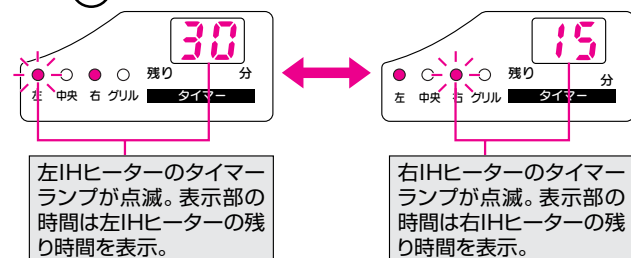 30
残り 分
左 中央 右 グリル タイマー
左IHヒーターのタイマー
ランプが点滅。表示部の
時間は左IHヒーターの残
り時間を表示。
15
残り 分
左 中央 右 グリル タイマー
右IHヒーターのタイマー
ランプが点滅。表示部の
時間は右IHヒーターの残
り時間を表示。